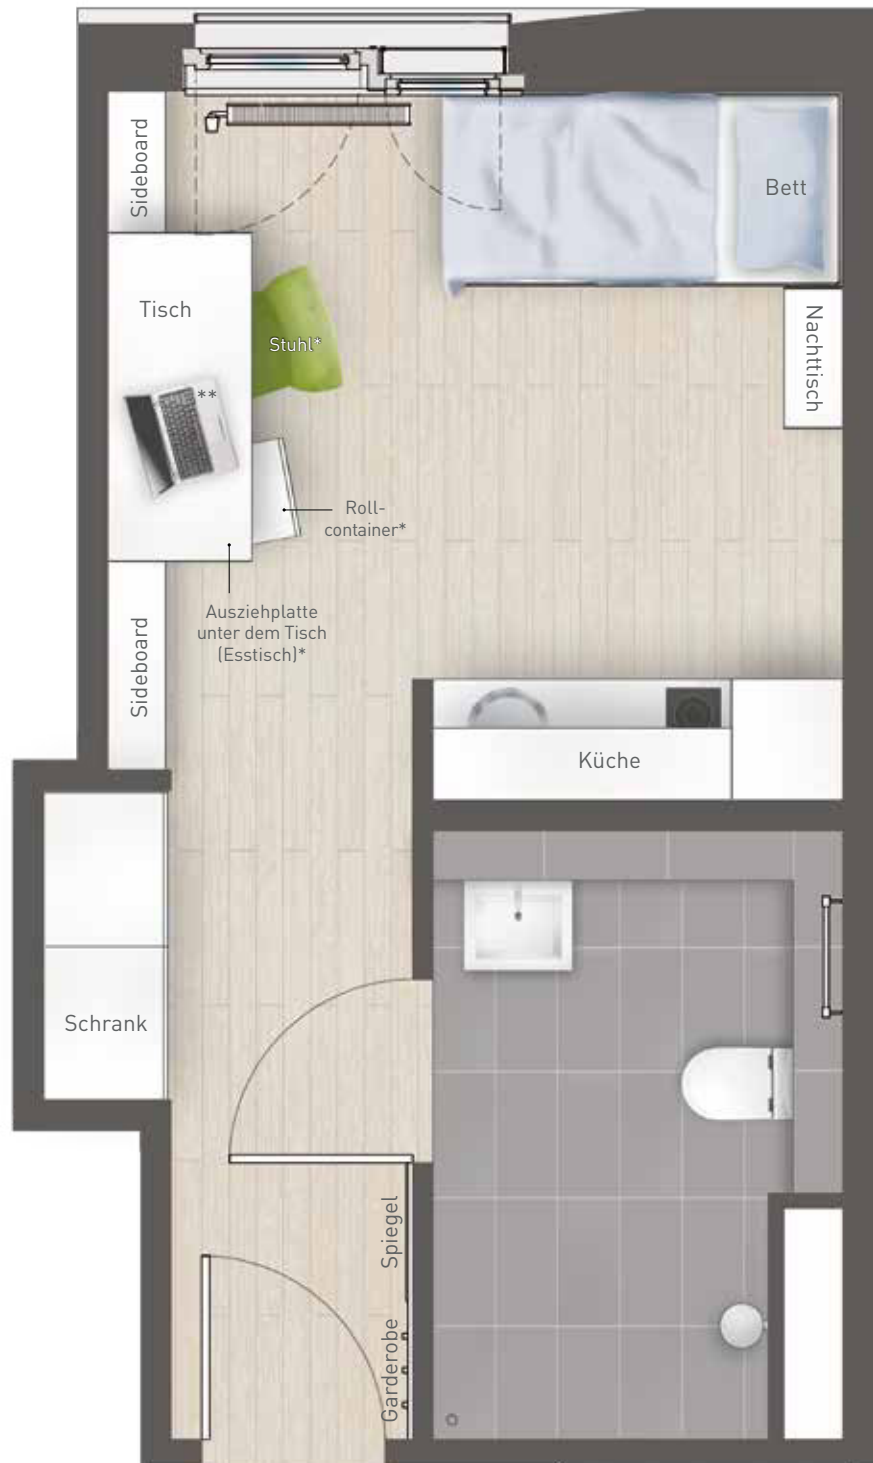 Sideboard
Bett
Tisch
Stuhl*
Nachttisch
**
Roll-
container*
Ausziehplatte
unter dem Tisch
(Esstisch)*
Sideboard
Küche
Schrank
Spiegel
Garderobe